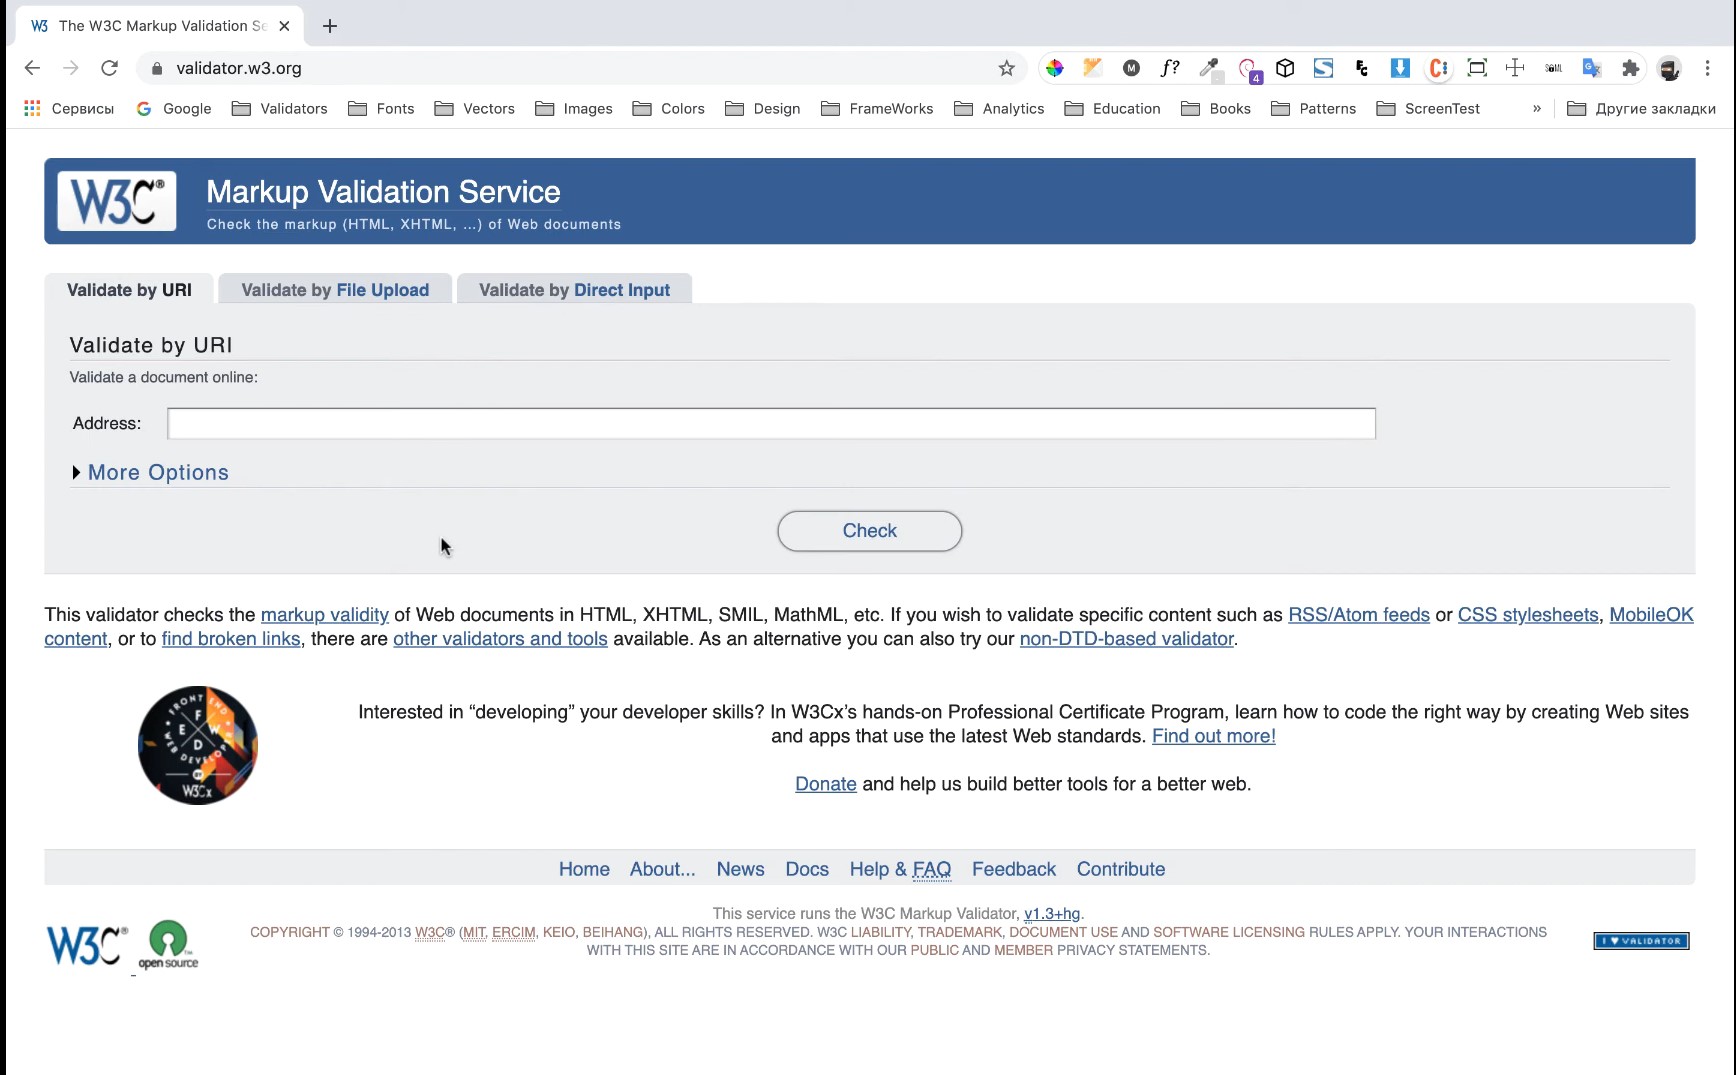 W3 The W3C Markup Validation Se
validator.w3.org
M f? 4
Сервисы Google Validators Fonts Vectors Images Colors Design FrameWorks Analytics Education Books Patterns ScreenTest » Другие закладки
W3C®
Markup Validation Service
Check the markup (HTML, XHTML, ...) of Web documents
Validate by URI Validate by File Upload Validate by Direct Input
Validate by URI
Validate a document online:
Address:
More Options
Check
This validator checks the markup validity of Web documents in HTML, XHTML, SMIL, MathML, etc. If you wish to validate specific content such as RSS/Atom feeds or CSS stylesheets, MobileOK
content, or to find broken links, there are other validators and tools available. As an alternative you can also try our non-DTD-based validator.
FRONT END
F E W D
WEB DEVELOPER
BY
W3Cx
Interested in “developing” your developer skills? In W3Cx’s hands-on Professional Certificate Program, learn how to code the right way by creating Web sites
and apps that use the latest Web standards. Find out more!
Donate and help us build better tools for a better web.
Home About... News Docs Help & FAQ Feedback Contribute
This service runs the W3C Markup Validator, v1.3+hg.
COPYRIGHT © 1994-2013 W3C® (MIT, ERCIM, KEIO, BEIHANG), ALL RIGHTS RESERVED. W3C LIABILITY, TRADEMARK, DOCUMENT USE AND SOFTWARE LICENSING RULES APPLY. YOUR INTERACTIONS
WITH THIS SITE ARE IN ACCORDANCE WITH OUR PUBLIC AND MEMBER PRIVACY STATEMENTS.
W3C®
open source™
I ♥ VALIDATOR